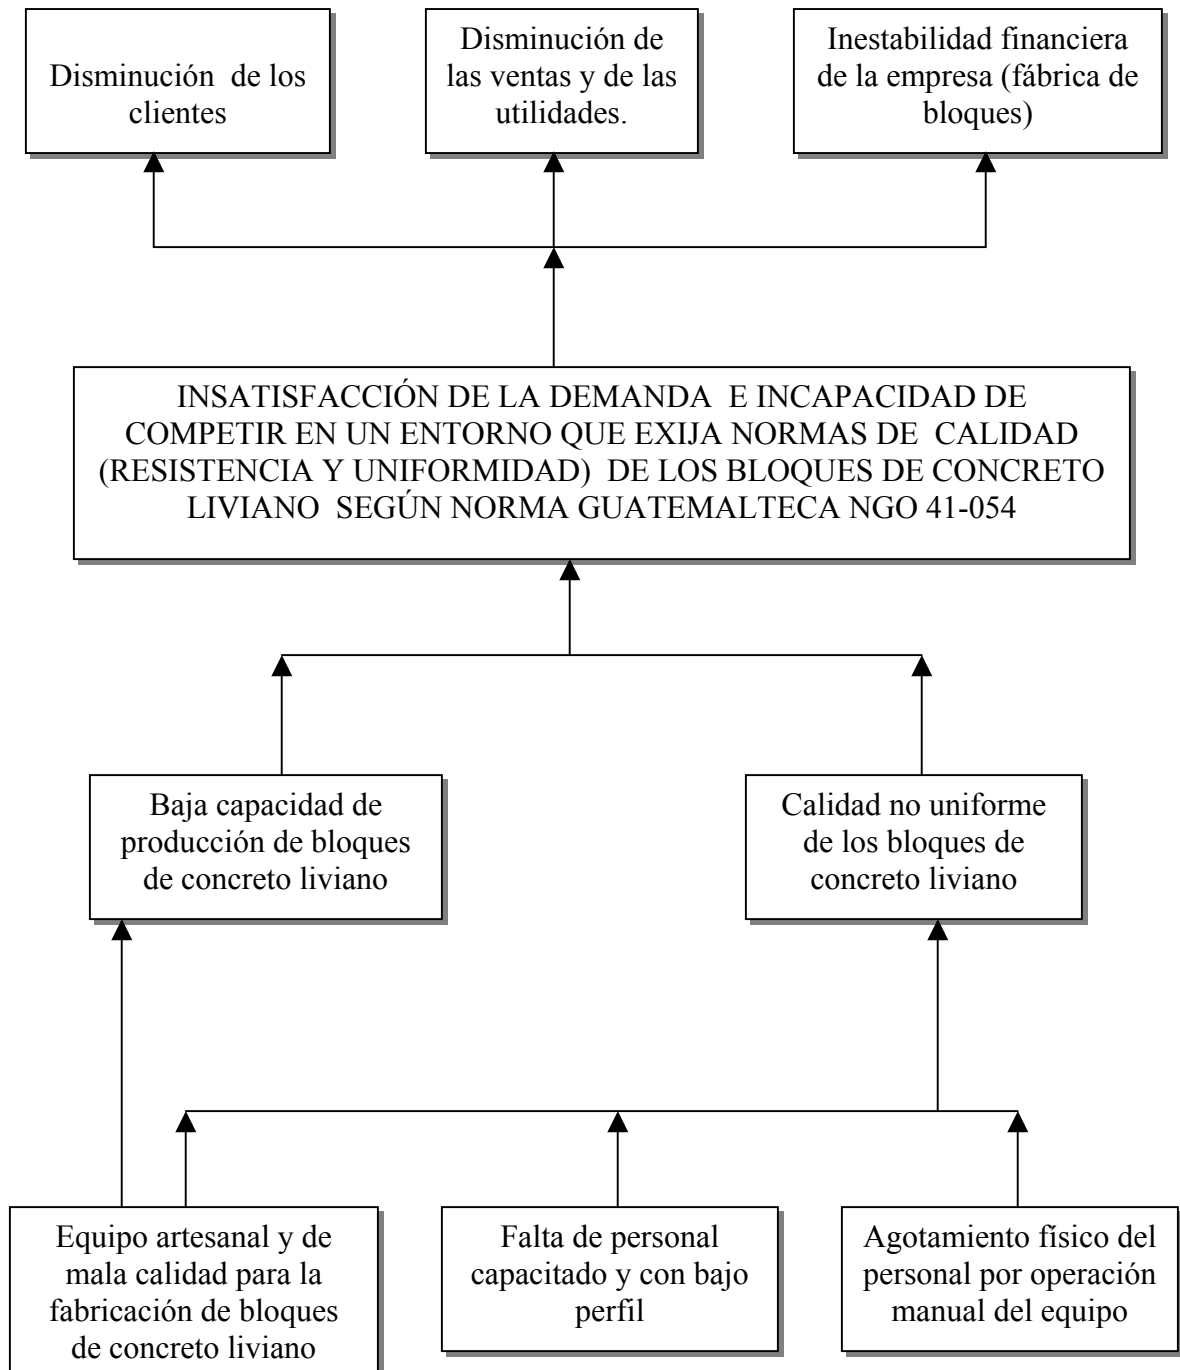 Disminución de los
clientes
Disminución de
las ventas y de las
utilidades.
Inestabilidad financiera
de la empresa (fábrica de
bloques)
INSATISFACCIÓN DE LA DEMANDA E INCAPACIDAD DE
COMPETIR EN UN ENTORNO QUE EXIJA NORMAS DE CALIDAD
(RESISTENCIA Y UNIFORMIDAD) DE LOS BLOQUES DE CONCRETO
LIVIANO SEGÚN NORMA GUATEMALTECA NGO 41-054
Baja capacidad de
producción de bloques
de concreto liviano
Calidad no uniforme
de los bloques de
concreto liviano
Equipo artesanal y de
mala calidad para la
fabricación de bloques
de concreto liviano
Falta de personal
capacitado y con bajo
perfil
Agotamiento físico del
personal por operación
manual del equipo